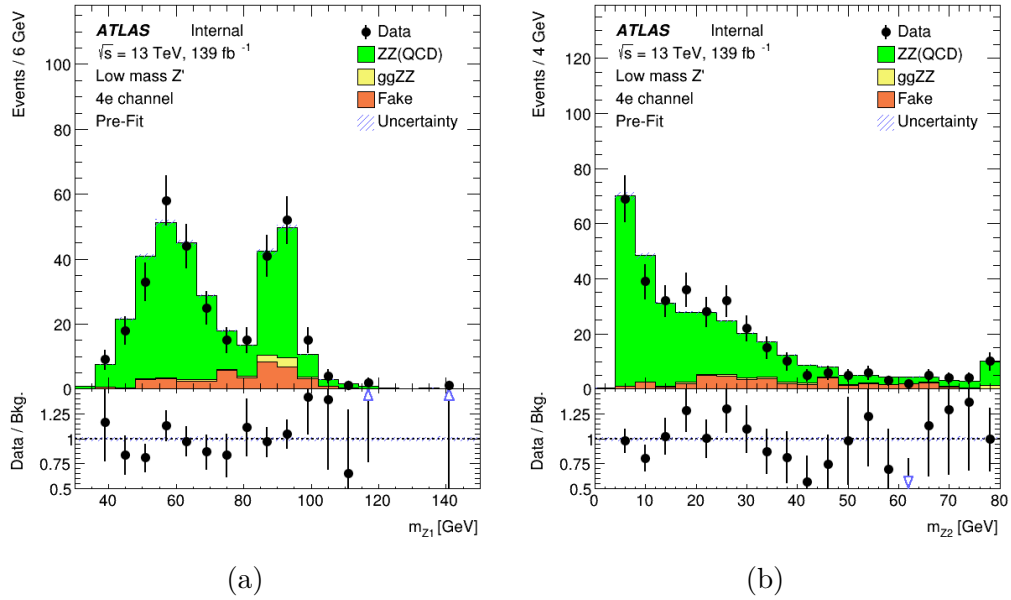 Events / 6 GeV
ATLAS Internal
√s = 13 TeV, 139 fb⁻¹
Low mass Z'
4e channel
Pre-Fit
Data
ZZ(QCD)
ggZZ
Fake
Uncertainty
100
80
60
40
20
0
Data / Bkg.
1.25
1
0.75
0.5
40 60 80 100 120 140
m_Z1 [GeV]
(a)
Events / 4 GeV
ATLAS Internal
√s = 13 TeV, 139 fb⁻¹
Low mass Z'
4e channel
Pre-Fit
Data
ZZ(QCD)
ggZZ
Fake
Uncertainty
120
100
80
60
40
20
0
Data / Bkg.
1.25
1
0.75
0.5
0 10 20 30 40 50 60 70 80
m_Z2 [GeV]
(b)